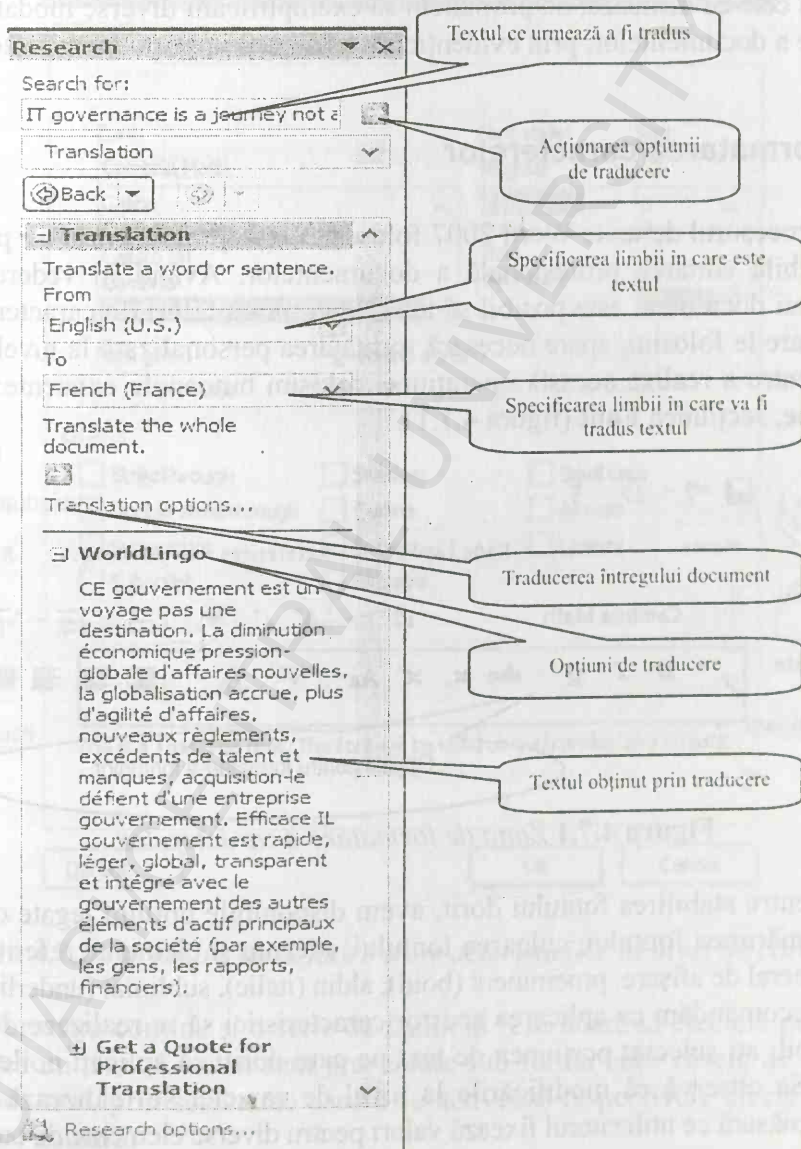 Research
Search for:
IT governance is a journey not a
Translation
Back
Translation
Translate a word or sentence.
From
English (U.S.)
To
French (France)
Translate the whole
document.
Translation options...
WorldLingo
CE gouvernement est un
voyage pas une
destination. La diminution
économique pression-
globale d'affaires nouvelles,
la globalisation accrue, plus
d'agilité d'affaires,
nouveaux règlements,
excédents de talent et
manques, acquisition-le
défient d'une entreprise
gouvernement. Efficace IL
gouvernement est rapide,
léger, global, transparent
et intégré avec le
gouvernement des autres
éléments d'actif principaux
de la société (par exemple,
les gens, les rapports,
financiers).
Get a Quote for
Professional
Translation
Research options...
Textul ce urmează a fi tradus
Acționarea opțiunii
de traducere
Specificarea limbii in care este
textul
Specificarea limbii in care va fi
tradus textul
Traducerea întregului document
Opțiuni de traducere
Textul obținut prin traducere
CENTRAL UNIVERSITY